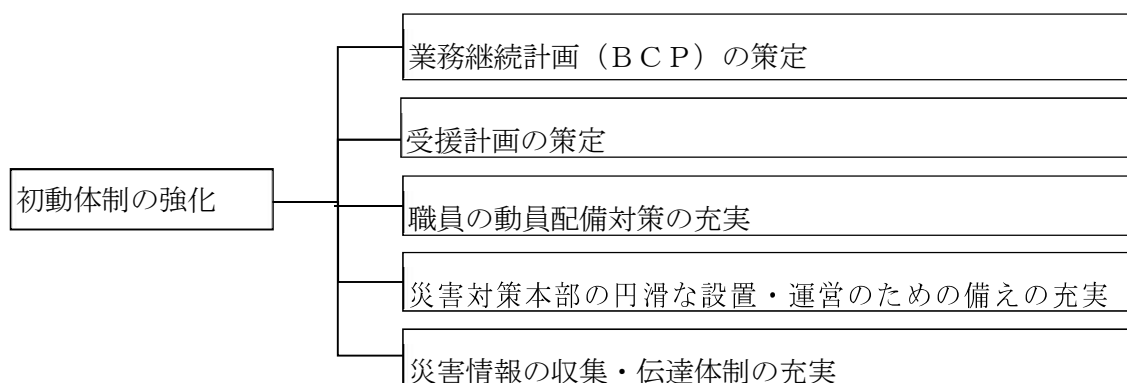 初動体制の強化
業務継続計画（ＢＣＰ）の策定
受援計画の策定
職員の動員配備対策の充実
災害対策本部の円滑な設置・運営のための備えの充実
災害情報の収集・伝達体制の充実